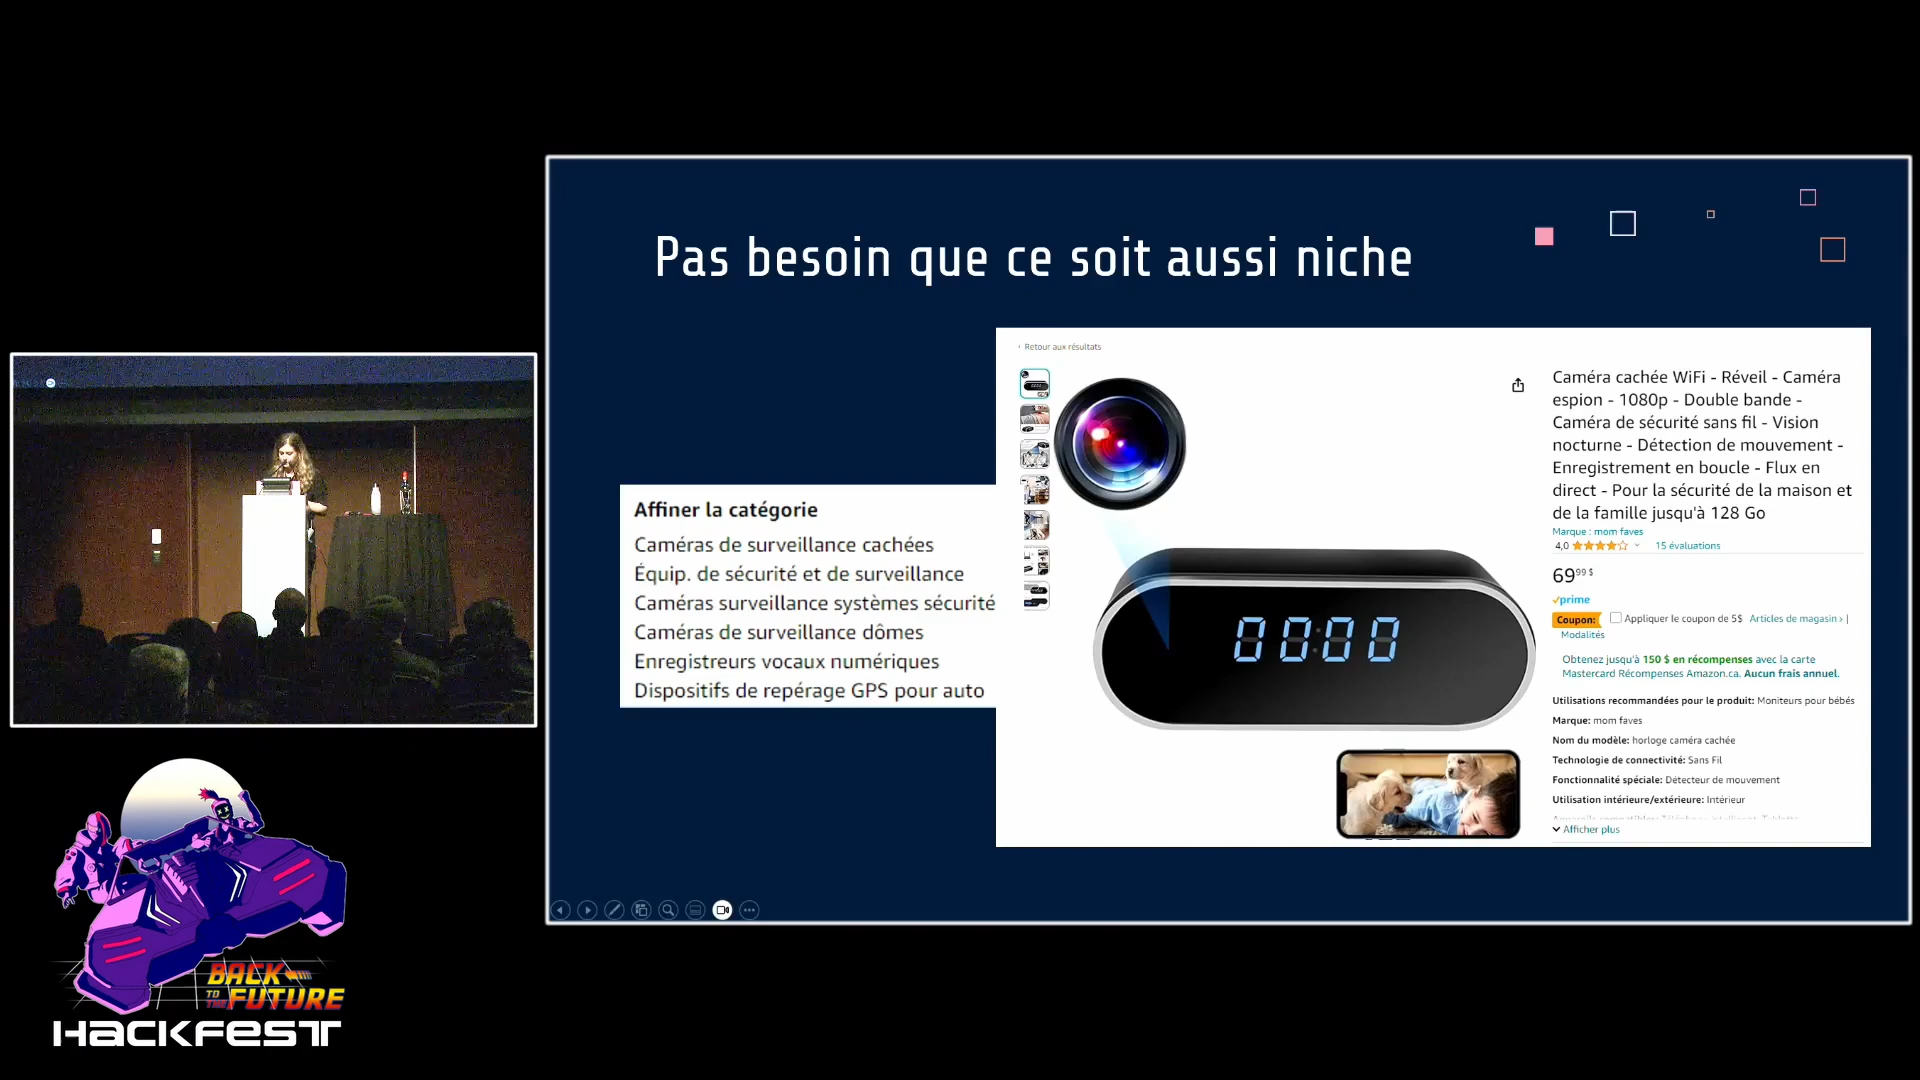 Pas besoin que ce soit aussi niche
Affiner la catégorie
Caméras de surveillance cachées
Équip. de sécurité et de surveillance
Caméras surveillance systèmes sécurité
Caméras de surveillance dômes
Enregistreurs vocaux numériques
Dispositifs de repérage GPS pour auto
‹ Retour aux résultats
00:00
Caméra cachée WiFi - Réveil - Caméra
espion - 1080p - Double bande -
Caméra de sécurité sans fil - Vision
nocturne - Détection de mouvement -
Enregistrement en boucle - Flux en
direct - Pour la sécurité de la maison et
de la famille jusqu'à 128 Go
Marque : mom faves
4,0 15 évaluations
69 99 $
prime
Coupon: Appliquer le coupon de 5$ Articles de magasin › |
Modalités
Obtenez jusqu'à 150 $ en récompenses avec la carte
Mastercard Récompenses Amazon.ca. Aucun frais annuel.
Utilisations recommandées pour le produit: Moniteurs pour bébés
Marque: mom faves
Nom du modèle: horloge caméra cachée
Technologie de connectivité: Sans Fil
Fonctionnalité spéciale: Détecteur de mouvement
Utilisation intérieure/extérieure: Intérieur
Afficher plus
BACK
TO THE FUTURE
HACKFEST